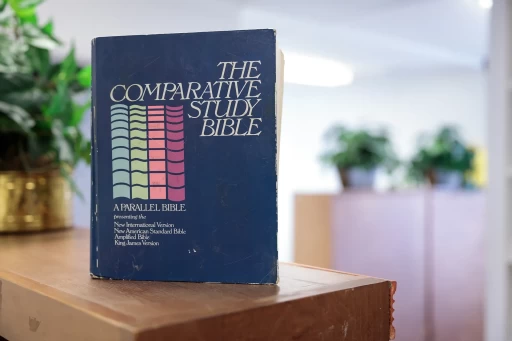 THE
COMPARATIVE
STUDY
BIBLE
A PARALLEL BIBLE
presenting the
New International Version
New American Standard Bible
Amplified Bible
King James Version